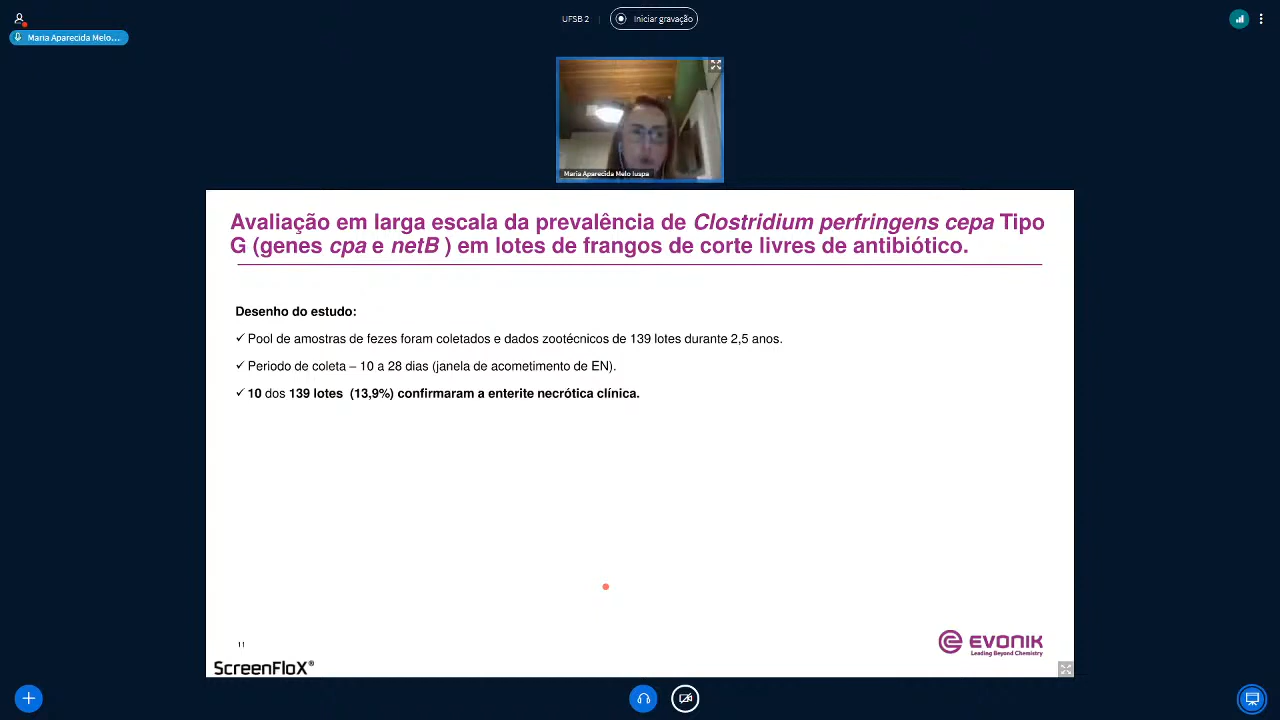 UFSB 2
Iniciar gravação
Maria Aparecida Melo...
Maria Aparecida Melo Iuspa
Avaliação em larga escala da prevalência de Clostridium perfringens cepa Tipo
G (genes cpa e netB ) em lotes de frangos de corte livres de antibiótico.
Desenho do estudo:
✓ Pool de amostras de fezes foram coletados e dados zootécnicos de 139 lotes durante 2,5 anos.
✓ Periodo de coleta – 10 a 28 dias (janela de acometimento de EN).
✓ 10 dos 139 lotes (13,9%) confirmaram a enterite necrótica clínica.
11
EVONIK
Leading Beyond Chemistry
ScreenFloX®